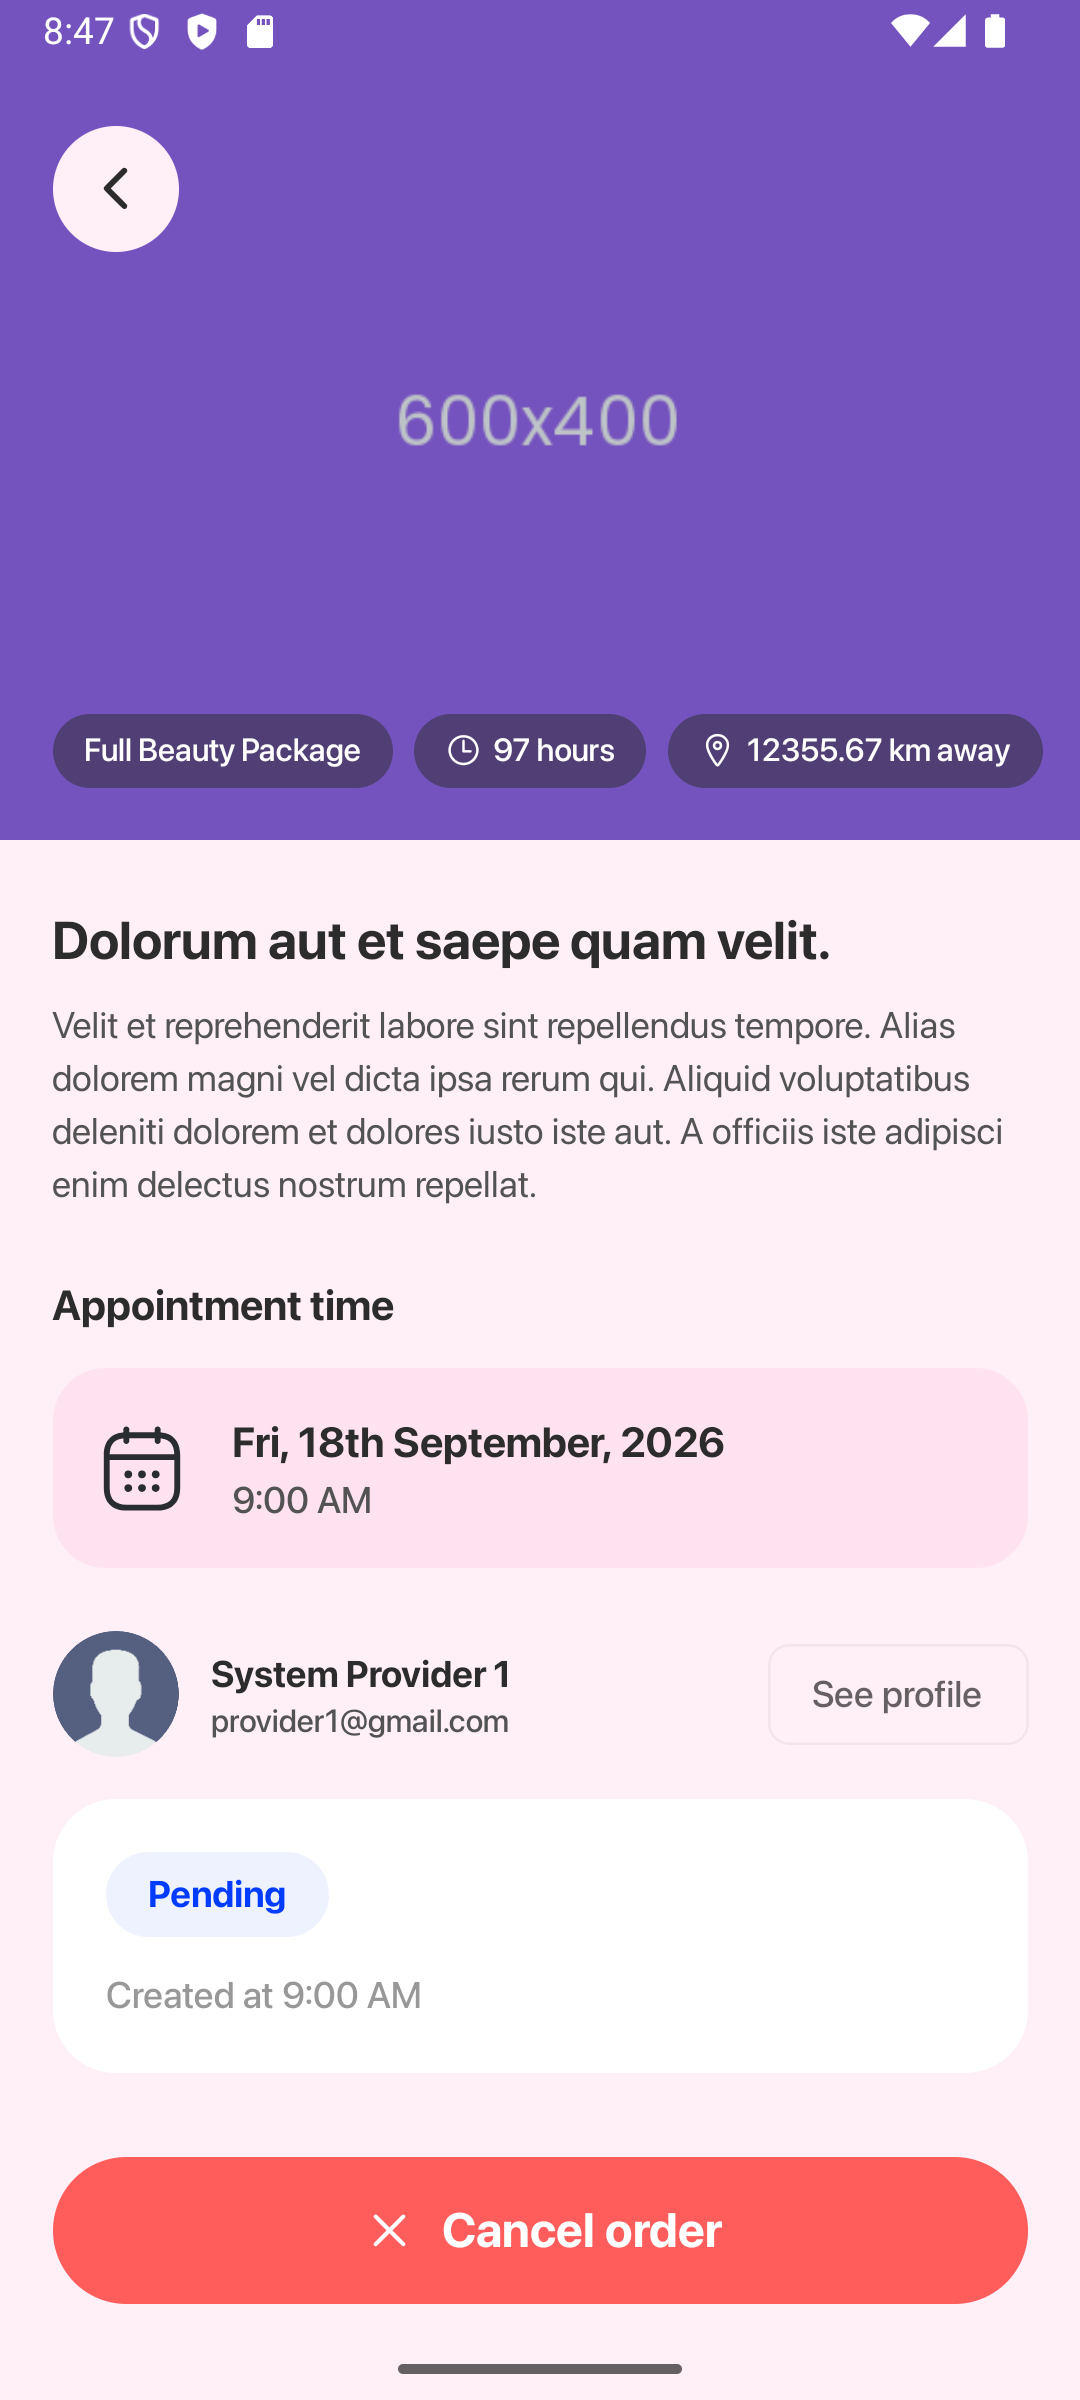 8:47
600x400
Full Beauty Package
97 hours
12355.67 km away
Dolorum aut et saepe quam velit.
Velit et reprehenderit labore sint repellendus tempore. Alias
dolorem magni vel dicta ipsa rerum qui. Aliquid voluptatibus
deleniti dolorem et dolores iusto iste aut. A officiis iste adipisci
enim delectus nostrum repellat.
Appointment time
Fri, 18th September, 2026
9:00 AM
System Provider 1
provider1@gmail.com
See profile
Pending
Created at 9:00 AM
Cancel order